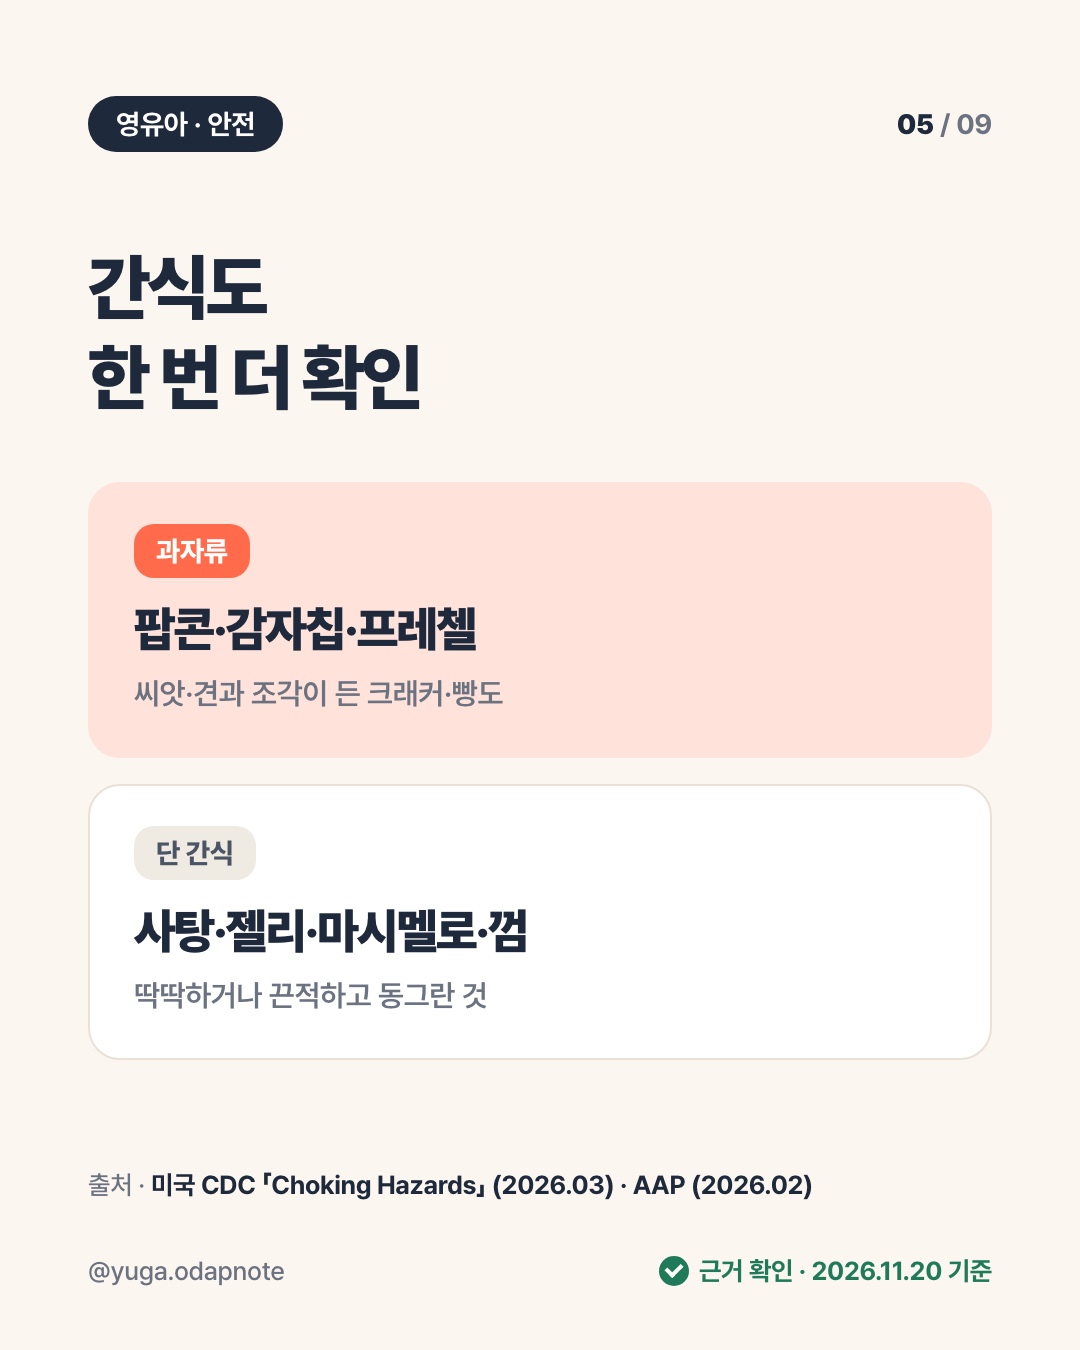 영유아 · 안전
05 / 09
간식도
한 번 더 확인
과자류
팝콘·감자칩·프레첼
씨앗·견과 조각이 든 크래커·빵도
단 간식
사탕·젤리·마시멜로·껌
딱딱하거나 끈적하고 동그란 것
출처 · 미국 CDC 「Choking Hazards」 (2026.03) · AAP (2026.02)
@yuga.odapnote
근거 확인 · 2026.11.20 기준